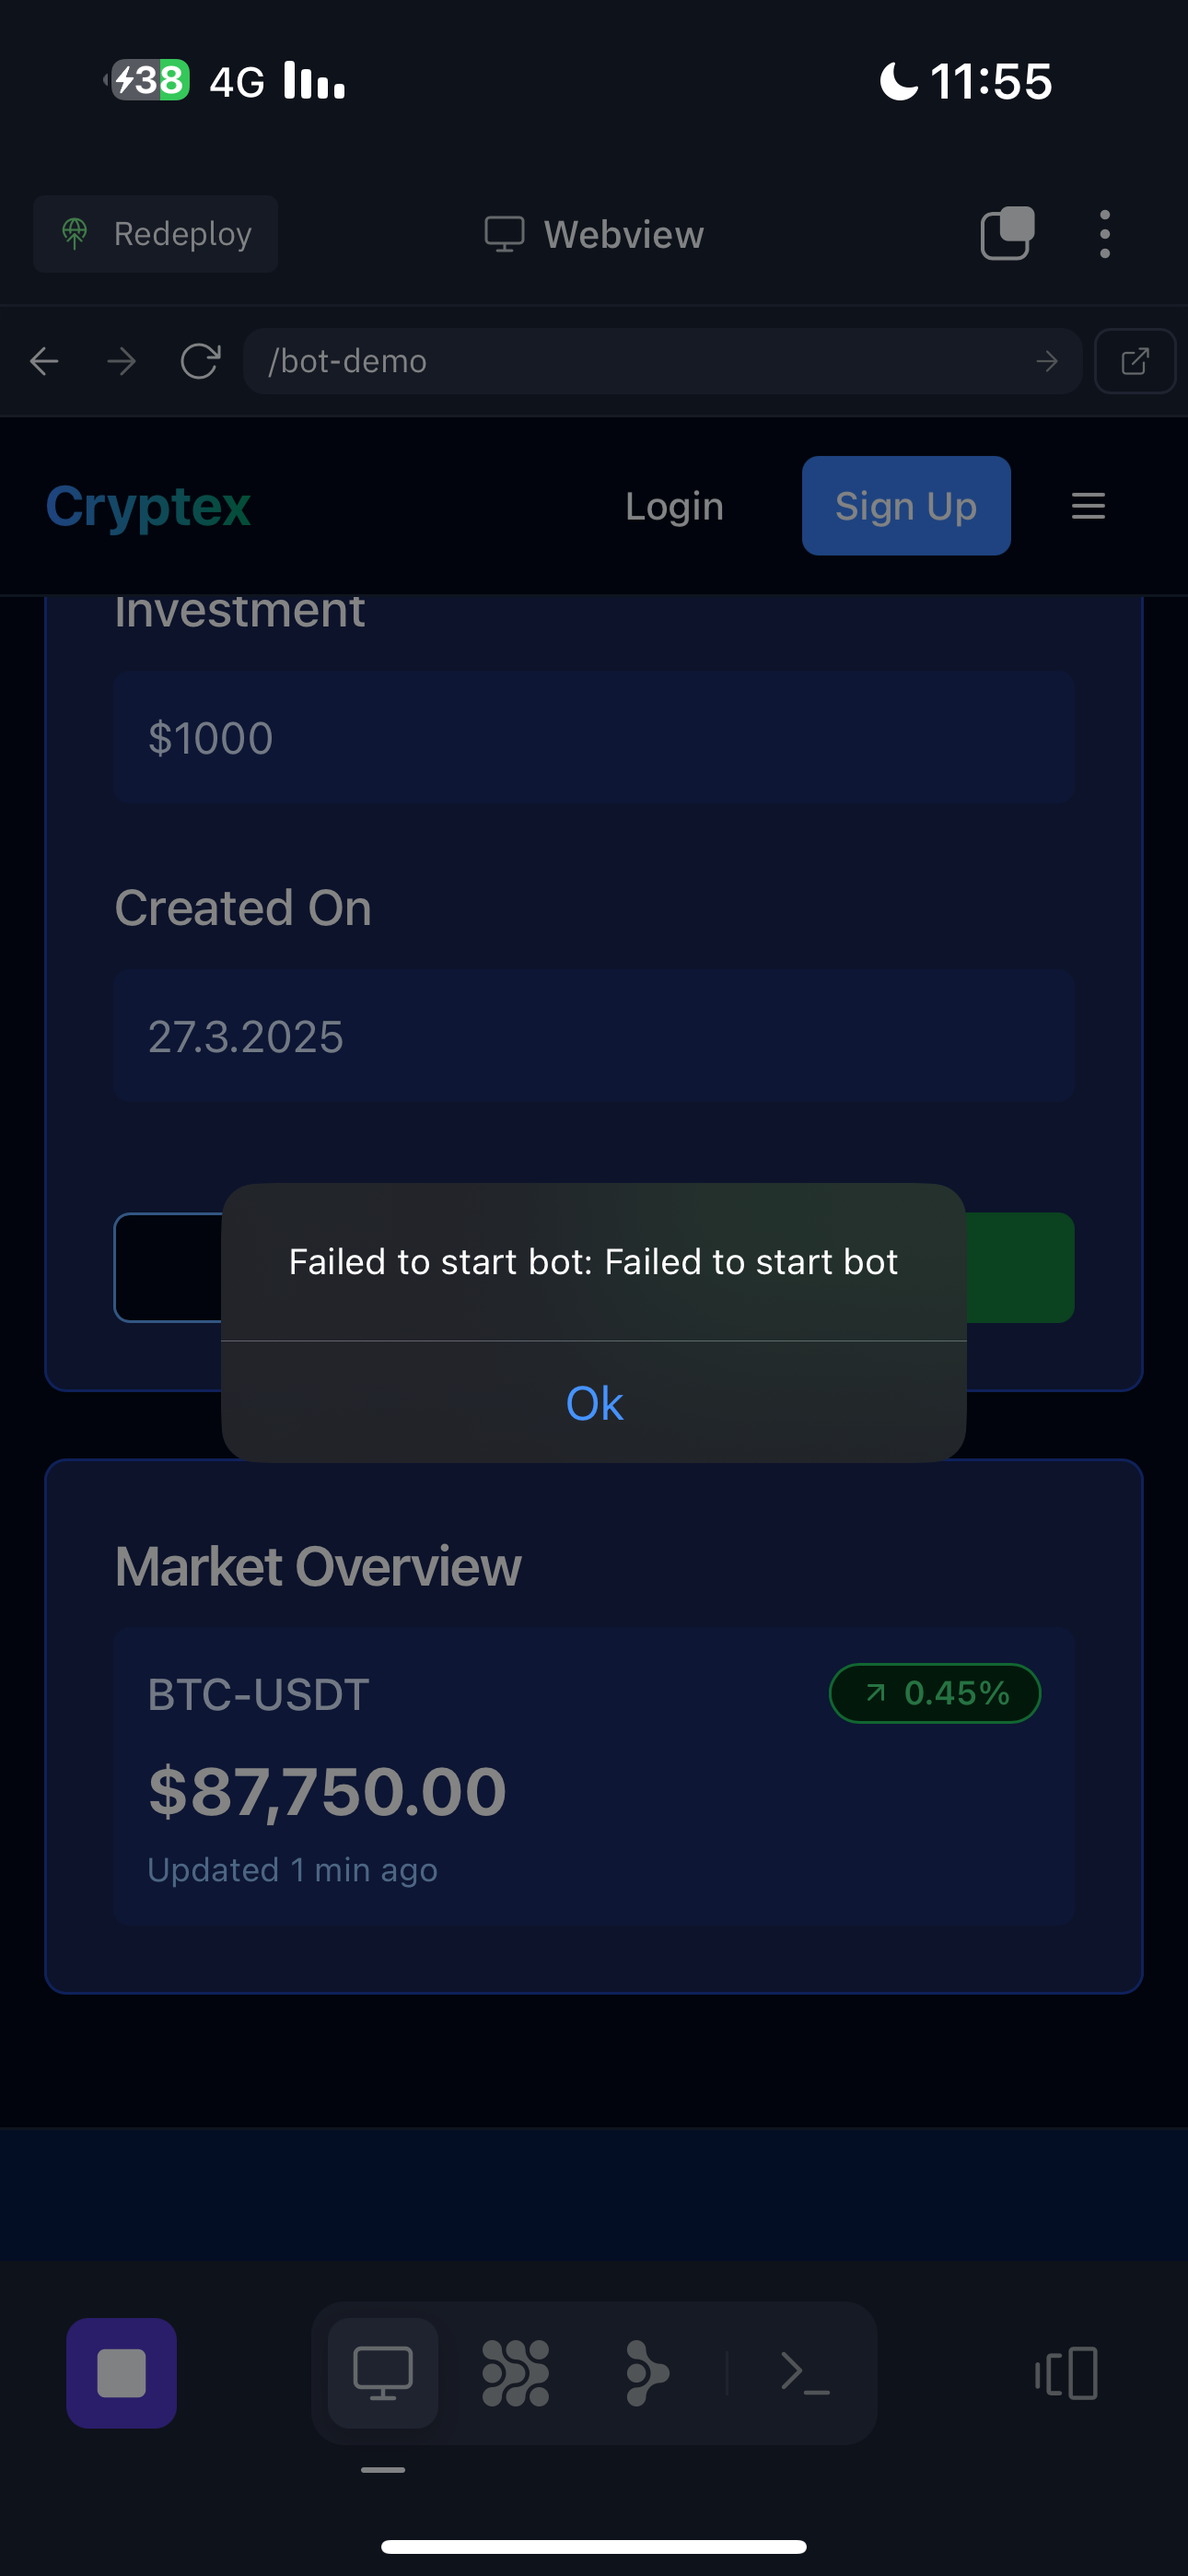 38 4G 11:55
Redeploy Webview
/bot-demo
Cryptex Login Sign Up
Investment
$1000
Created On
27.3.2025
Failed to start bot: Failed to start bot
Ok
Market Overview
BTC-USDT 0.45%
$87,750.00
Updated 1 min ago